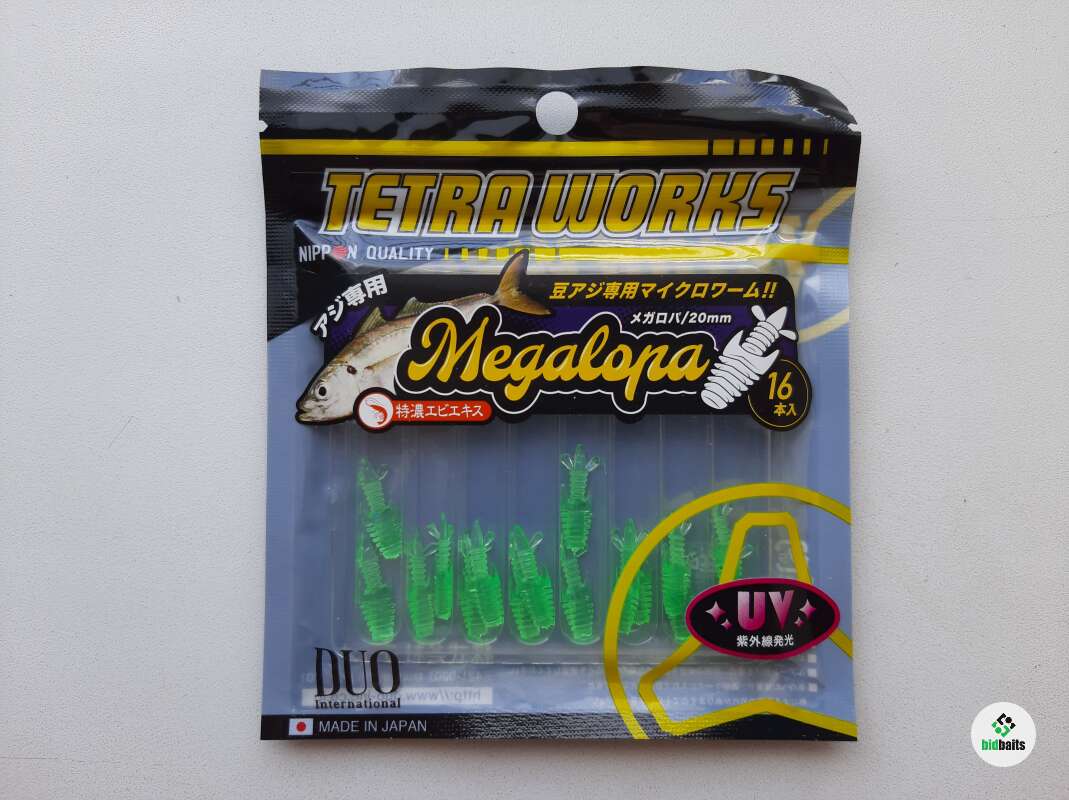 TETRA WORKS
NIPPON QUALITY
アジ専用
豆アジ専用マイクロワーム!!
メガロパ/20mm
Megalopa
16
本入
特濃エビエキス
UV
紫外線発光
DUO
International
MADE IN JAPAN
bidbaits